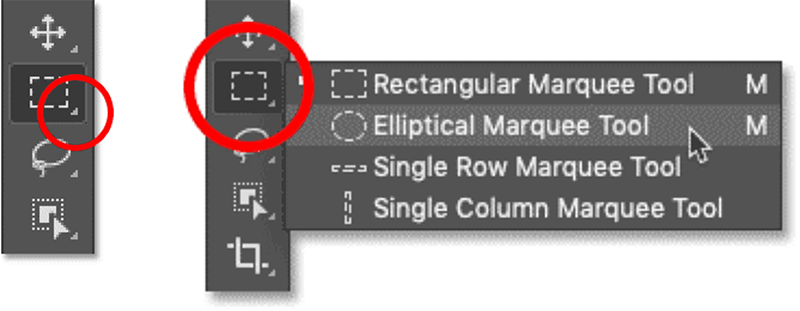 Rectangular Marquee Tool M
Elliptical Marquee Tool M
Single Row Marquee Tool
Single Column Marquee Tool